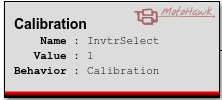 MotoHawk
Calibration
Name : InvtrSelect
Value : 1
Behavior : Calibration